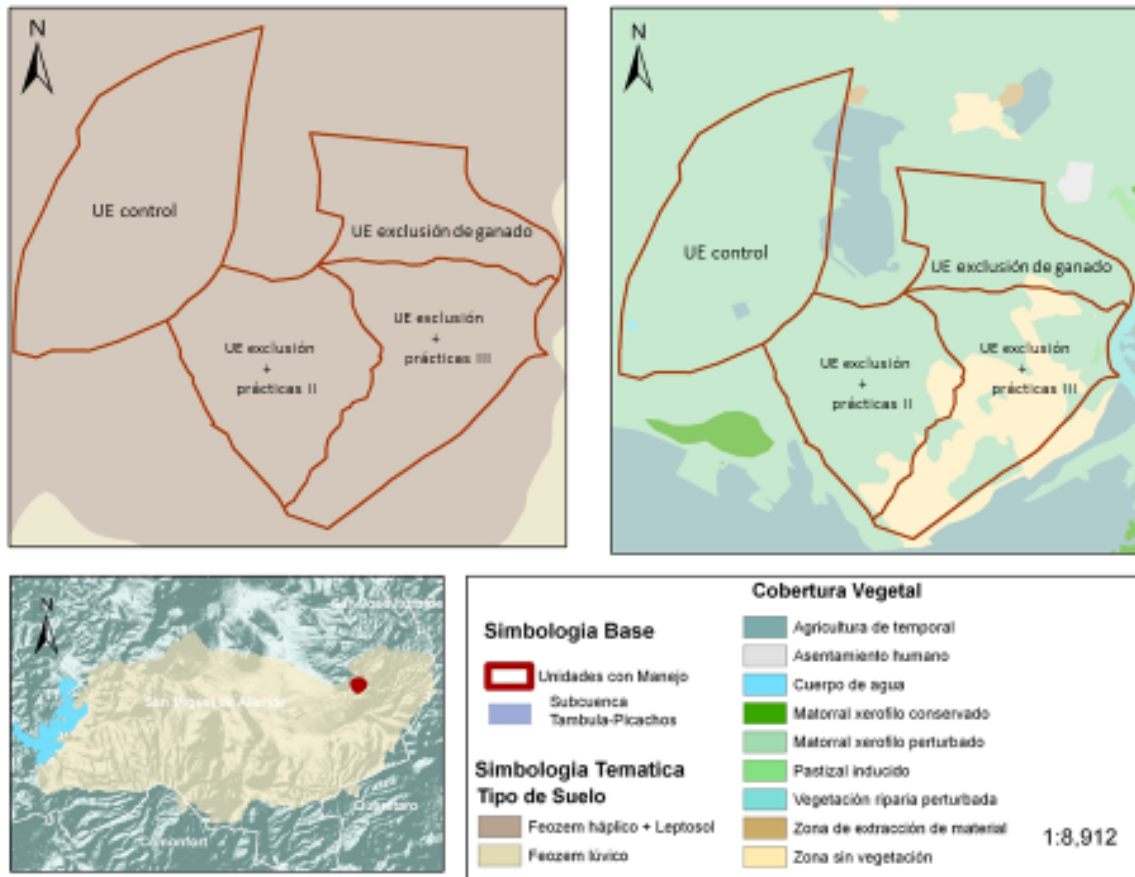 N
UE control
UE exclusión de ganado
UE exclusión
+
prácticas II
UE exclusión
+
prácticas III
N
UE control
UE exclusión de ganado
UE exclusión
+
prácticas II
UE exclusión
+
prácticas III
N
San Miguel de Allende
Querétaro
Comonfort
Simbologia Base
Unidades con Manejo
Subcuenca
Tambula-Picachos
Simbologia Tematica
Tipo de Suelo
Feozem háplico + Leptosol
Feozem lúvico
Cobertura Vegetal
Agricultura de temporal
Asentamiento humano
Cuerpo de agua
Matorral xerofilo conservado
Matorral xerofilo perturbado
Pastizal inducido
Vegetación riparia perturbada
Zona de extracción de material
Zona sin vegetación
1:8,912